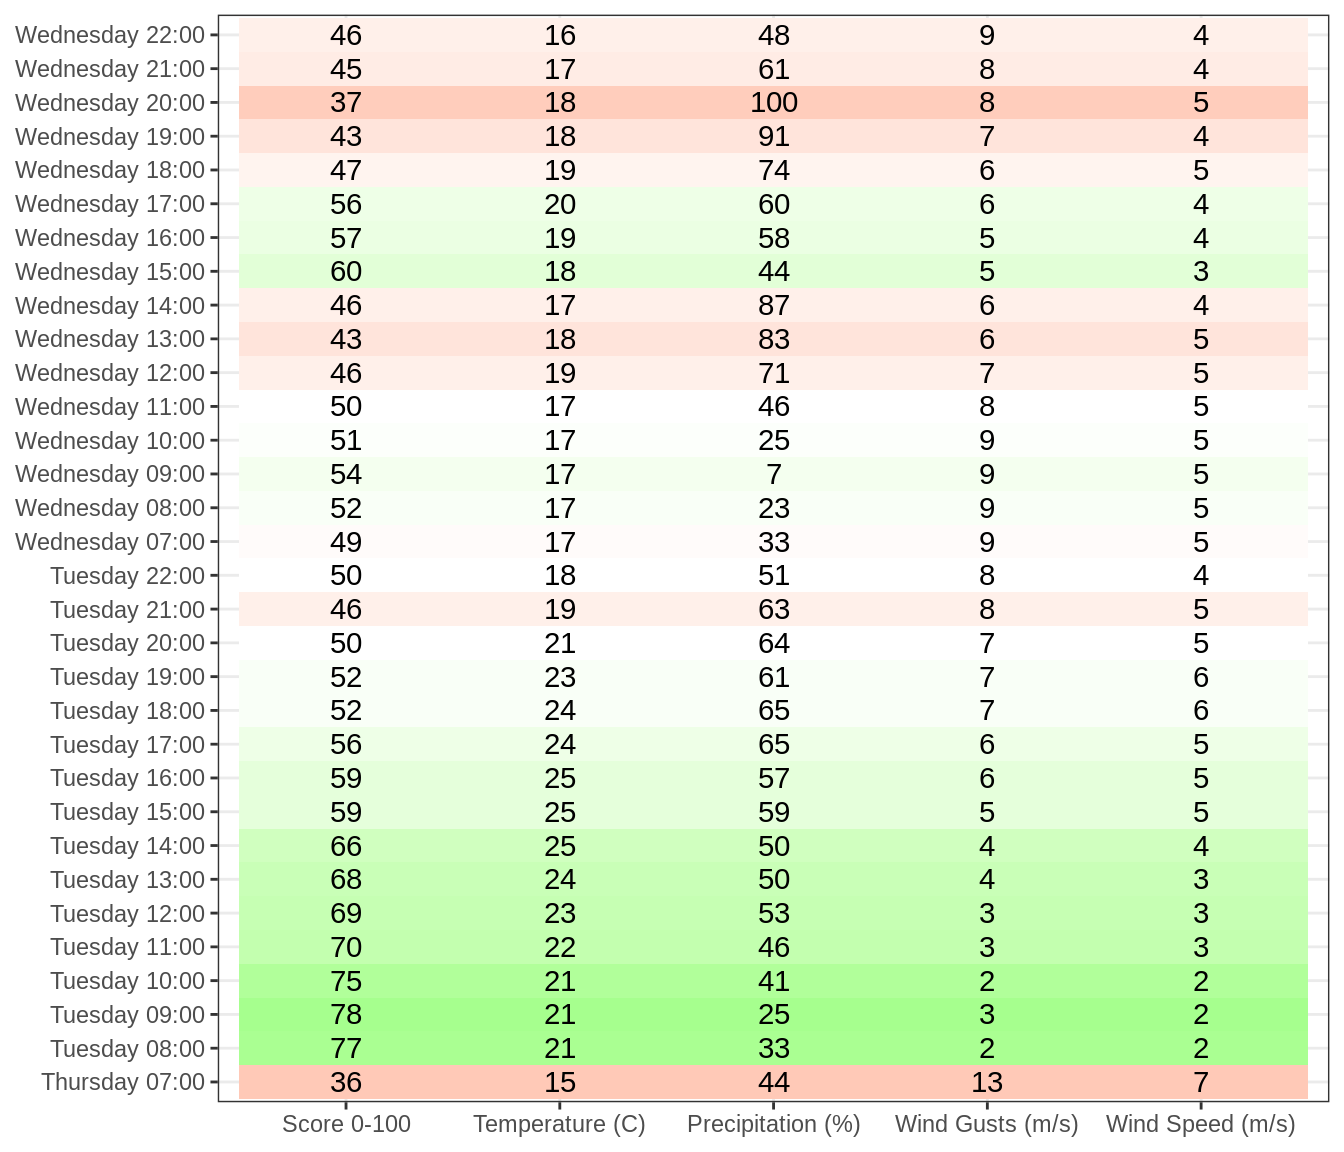 Wednesday 22:00 46 16 48 9 4
Wednesday 21:00 45 17 61 8 4
Wednesday 20:00 37 18 100 8 5
Wednesday 19:00 43 18 91 7 4
Wednesday 18:00 47 19 74 6 5
Wednesday 17:00 56 20 60 6 4
Wednesday 16:00 57 19 58 5 4
Wednesday 15:00 60 18 44 5 3
Wednesday 14:00 46 17 87 6 4
Wednesday 13:00 43 18 83 6 5
Wednesday 12:00 46 19 71 7 5
Wednesday 11:00 50 17 46 8 5
Wednesday 10:00 51 17 25 9 5
Wednesday 09:00 54 17 7 9 5
Wednesday 08:00 52 17 23 9 5
Wednesday 07:00 49 17 33 9 5
Tuesday 22:00 50 18 51 8 4
Tuesday 21:00 46 19 63 8 5
Tuesday 20:00 50 21 64 7 5
Tuesday 19:00 52 23 61 7 6
Tuesday 18:00 52 24 65 7 6
Tuesday 17:00 56 24 65 6 5
Tuesday 16:00 59 25 57 6 5
Tuesday 15:00 59 25 59 5 5
Tuesday 14:00 66 25 50 4 4
Tuesday 13:00 68 24 50 4 3
Tuesday 12:00 69 23 53 3 3
Tuesday 11:00 70 22 46 3 3
Tuesday 10:00 75 21 41 2 2
Tuesday 09:00 78 21 25 3 2
Tuesday 08:00 77 21 33 2 2
Thursday 07:00 36 15 44 13 7
Score 0-100 Temperature (C) Precipitation (%) Wind Gusts (m/s) Wind Speed (m/s)